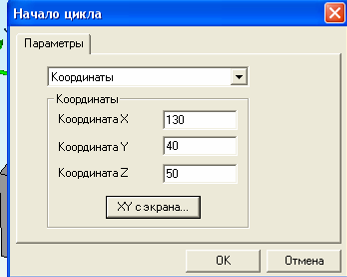 Начало цикла
Параметры
Координаты
Координаты
Координата X 130
Координата Y 40
Координата Z 50
XY с экрана...
OK Отмена